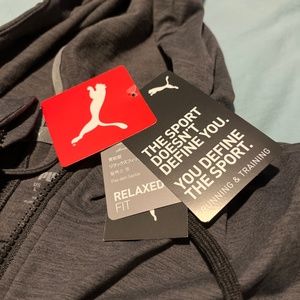 THE SPORT
DOESN'T
DEFINE YOU.
YOU DEFINE
THE SPORT.
RUNNING & TRAINING
RELAXED
FIT